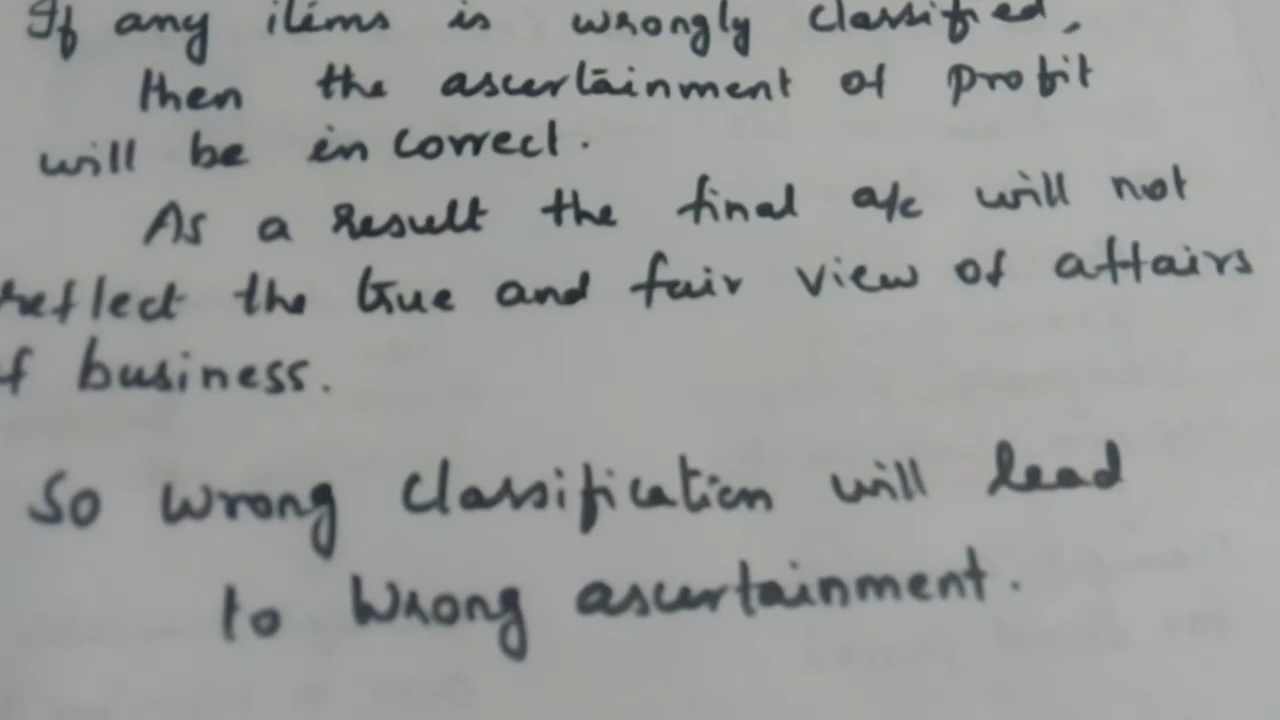 If any items is wrongly classified,
then the ascertainment of profit
will be incorrect.
As a result the final a/c will not
reflect the true and fair view of affairs
f business.
So wrong classification will lead
to wrong ascertainment.